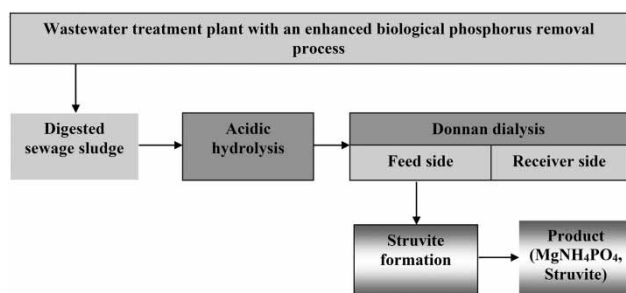 Wastewater treatment plant with an enhanced biological phosphorus removal
process
Digested
sewage sludge
Acidic
hydrolysis
Donnan dialysis
Feed side
Receiver side
Struvite
formation
Product
(MgNH₄PO₄,
Struvite)